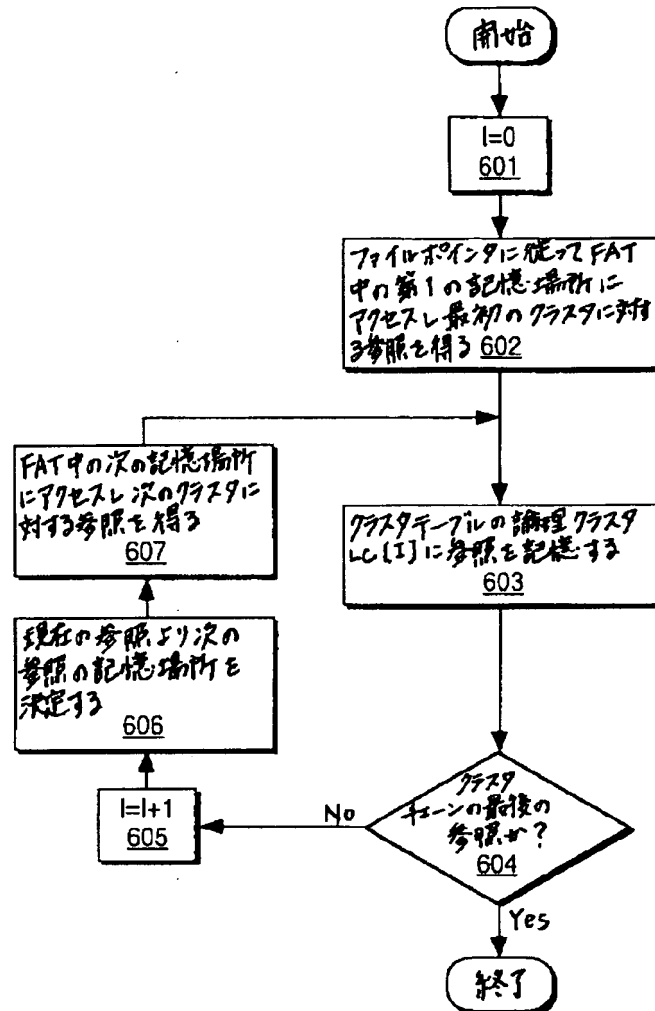 開始
I=0
601
ファイルポインタに従ってFAT
中の第1の記憶場所に
アクセスし最初のクラスタに対す
る参照を得る 602
FAT中の次の記憶場所
にアクセスし次のクラスタに
対する参照を得る
607
クラスタテーブルの論理クラスタ
LC[I]に参照を記憶する
603
現在の参照より次の
参照の記憶場所を
決定する
606
I=I+1
605
No
クラスタ
チェーンの最後の
参照か?
604
Yes
終了